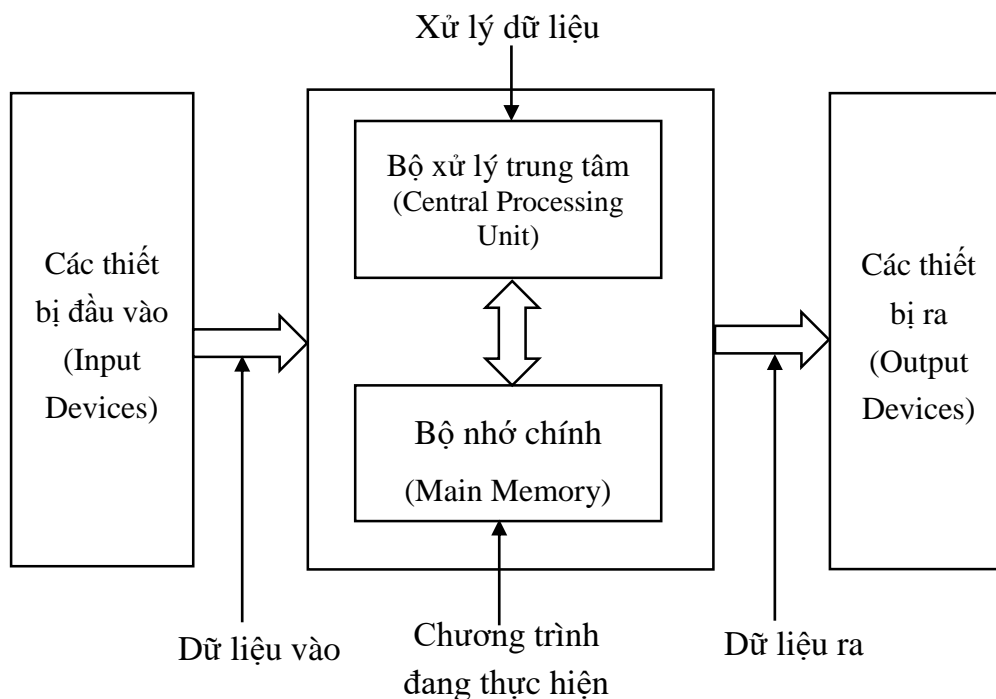 Xử lý dữ liệu
Các thiết
bị đầu vào
(Input
Devices)
Bộ xử lý trung tâm
(Central Processing
Unit)
Bộ nhớ chính
(Main Memory)
Các thiết
bị ra
(Output
Devices)
Dữ liệu vào
Chương trình
đang thực hiện
Dữ liệu ra